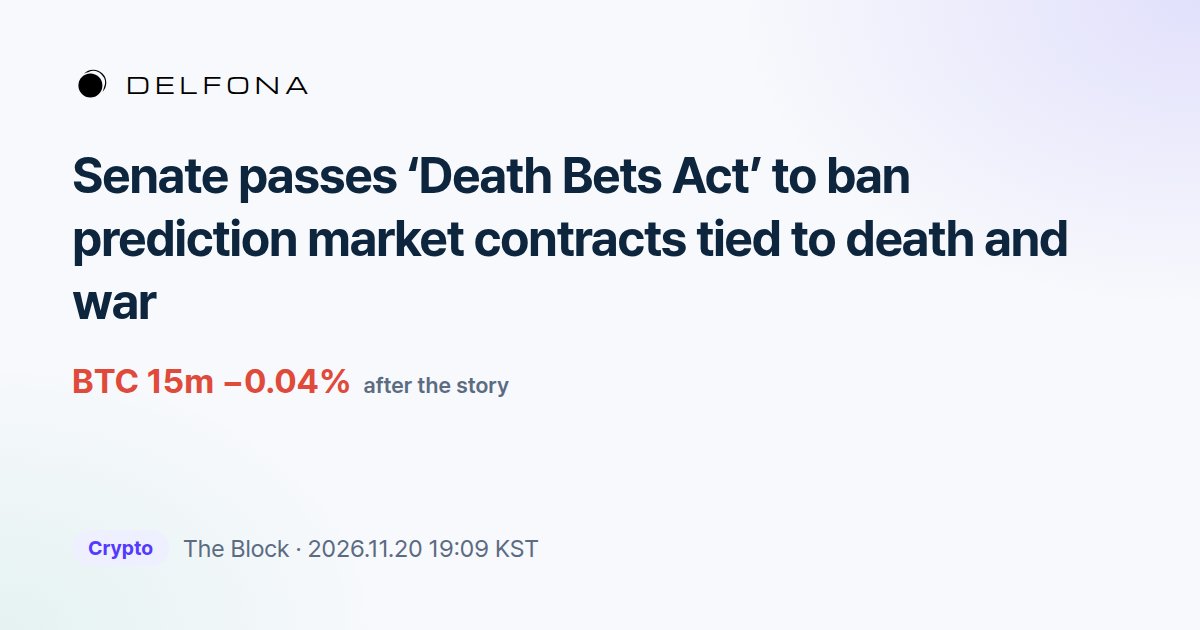 DELFONA
Senate passes ‘Death Bets Act’ to ban
prediction market contracts tied to death and
war
BTC 15m −0.04% after the story
Crypto The Block · 2026.11.20 19:09 KST